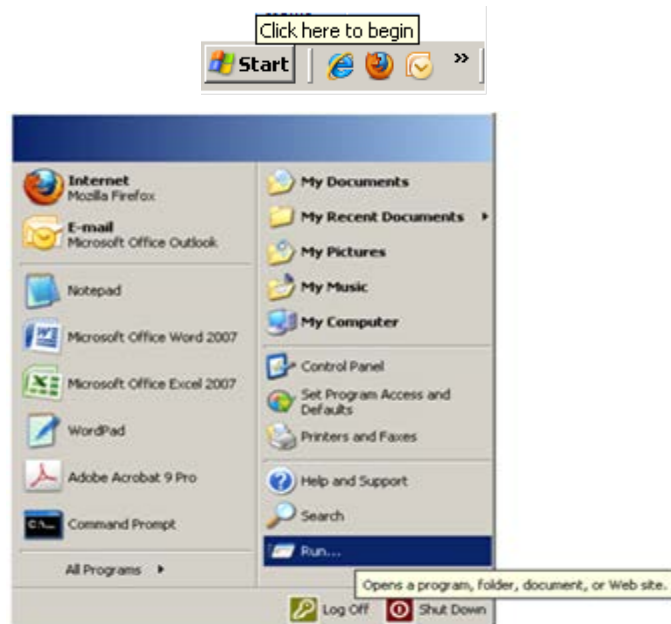 Click here to begin
Start
»
Internet
Mozilla Firefox
E-mail
Microsoft Office Outlook
Notepad
Microsoft Office Word 2007
Microsoft Office Excel 2007
WordPad
Adobe Acrobat 9 Pro
Command Prompt
All Programs
My Documents
My Recent Documents
My Pictures
My Music
My Computer
Control Panel
Set Program Access and
Defaults
Printers and Faxes
Help and Support
Search
Run...
Opens a program, folder, document, or Web site.
Log Off
Shut Down